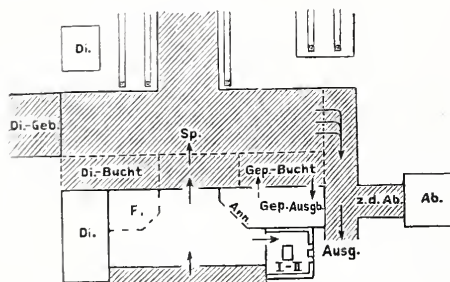 Di.
Di.-Geb.
Sp.
Di.-Bucht
Gep.-Bucht
F.
Ann.
Gep. Ausgb.
z.d. Ab.
Ab.
Di.
I-II
Ausg.